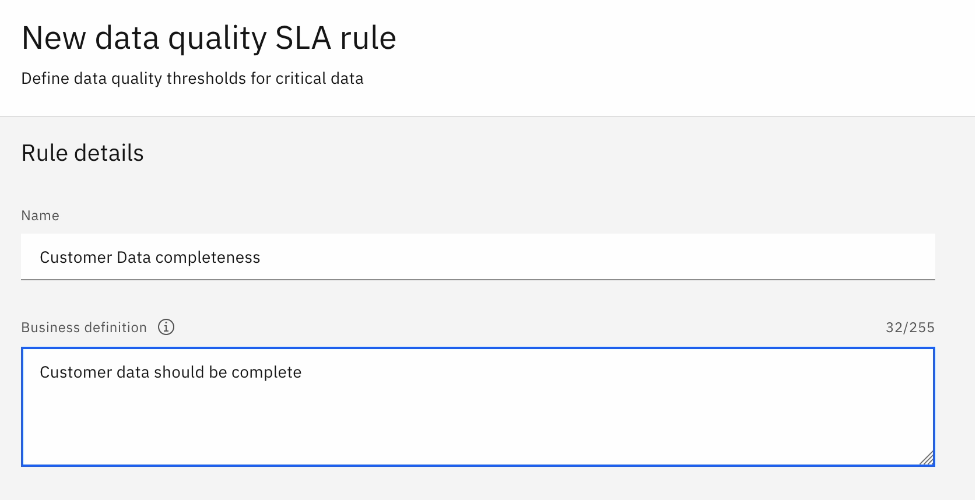 New data quality SLA rule
Define data quality thresholds for critical data
Rule details
Name
Customer Data completeness
Business definition 32/255
Customer data should be complete